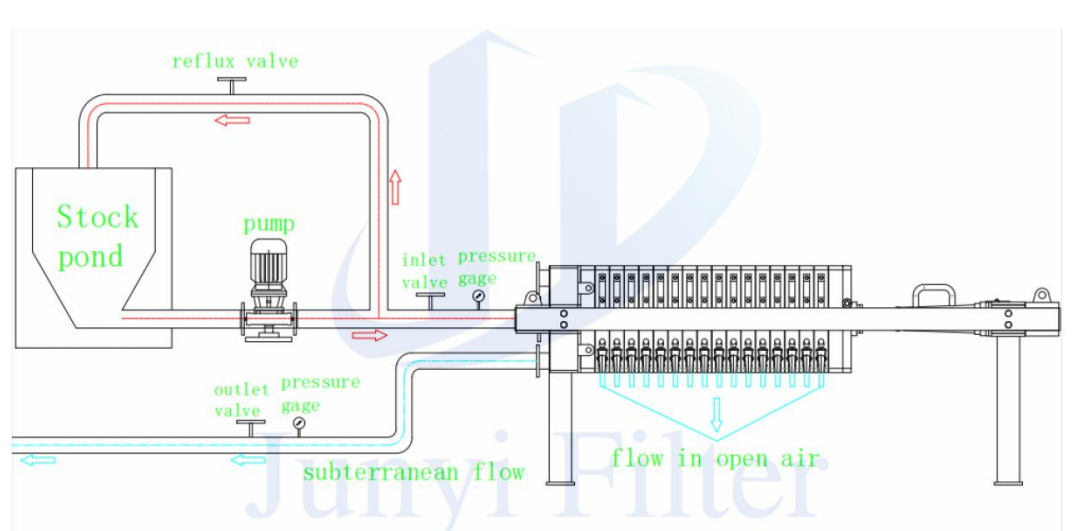 reflux valve
Stock
pond
pump
inlet
valve
pressure
gage
outlet
valve
pressure
gage
subterranean flow
flow in open air
Junyi Filter